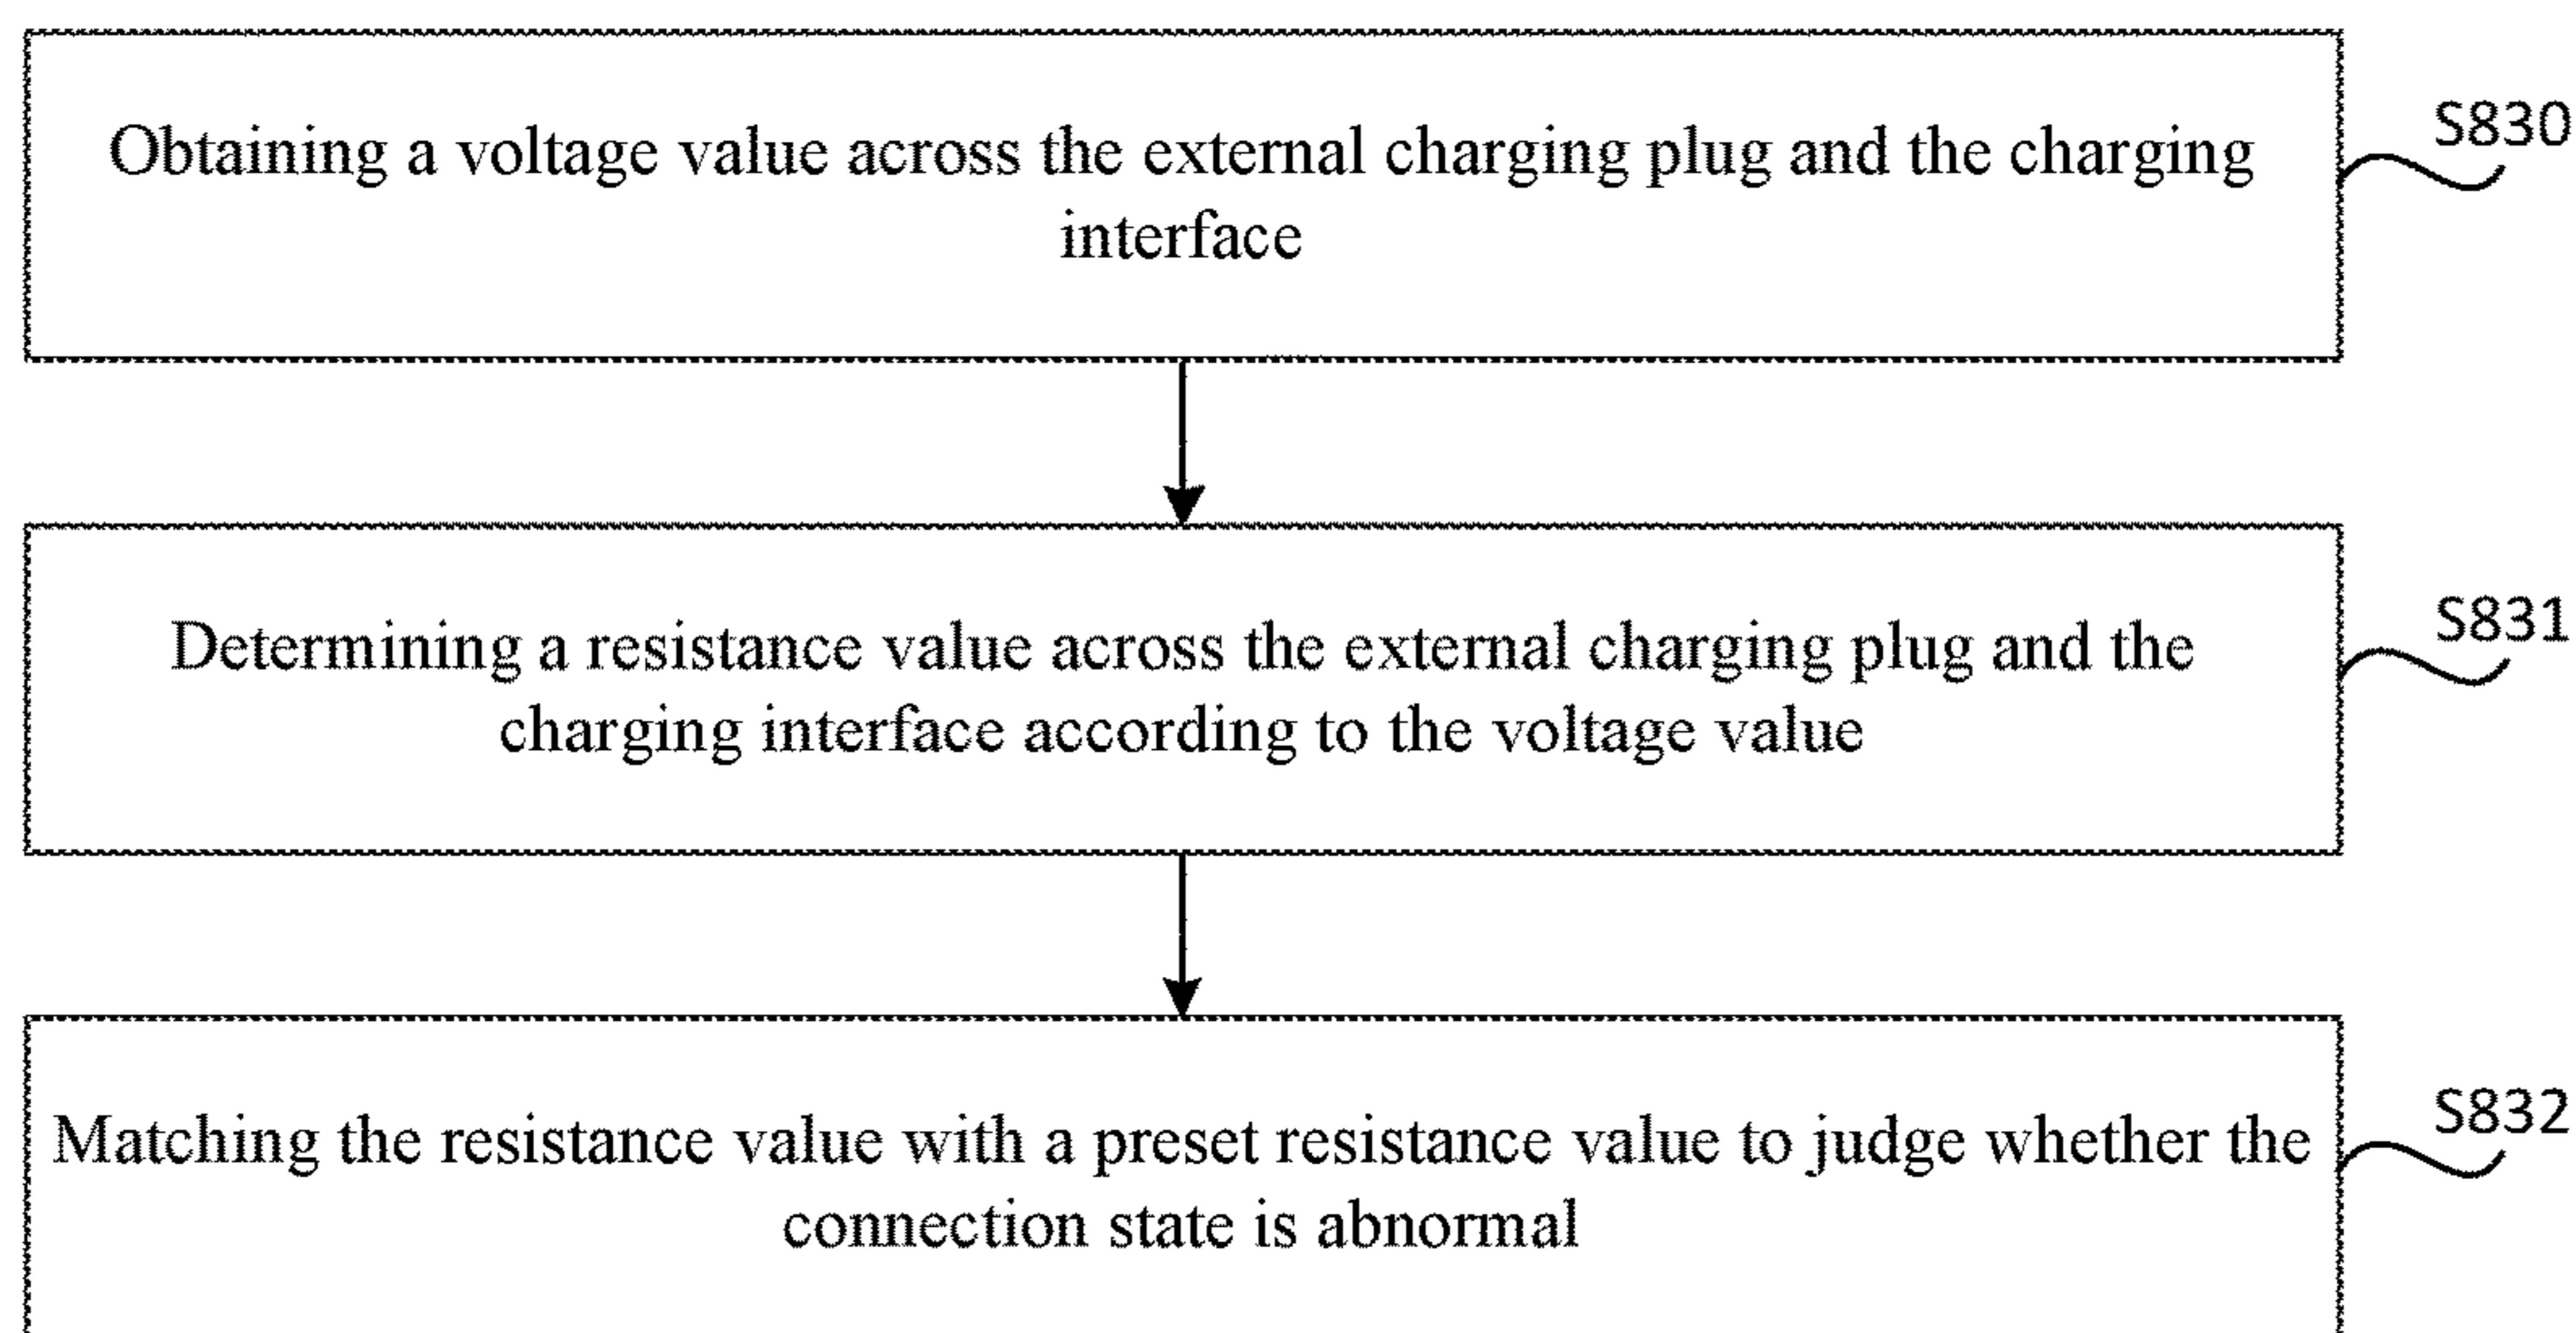 Obtaining a voltage value across the external charging plug and the charging
interface
S830
Determining a resistance value across the external charging plug and the
charging interface according to the voltage value
S831
Matching the resistance value with a preset resistance value to judge whether the
connection state is abnormal
S832